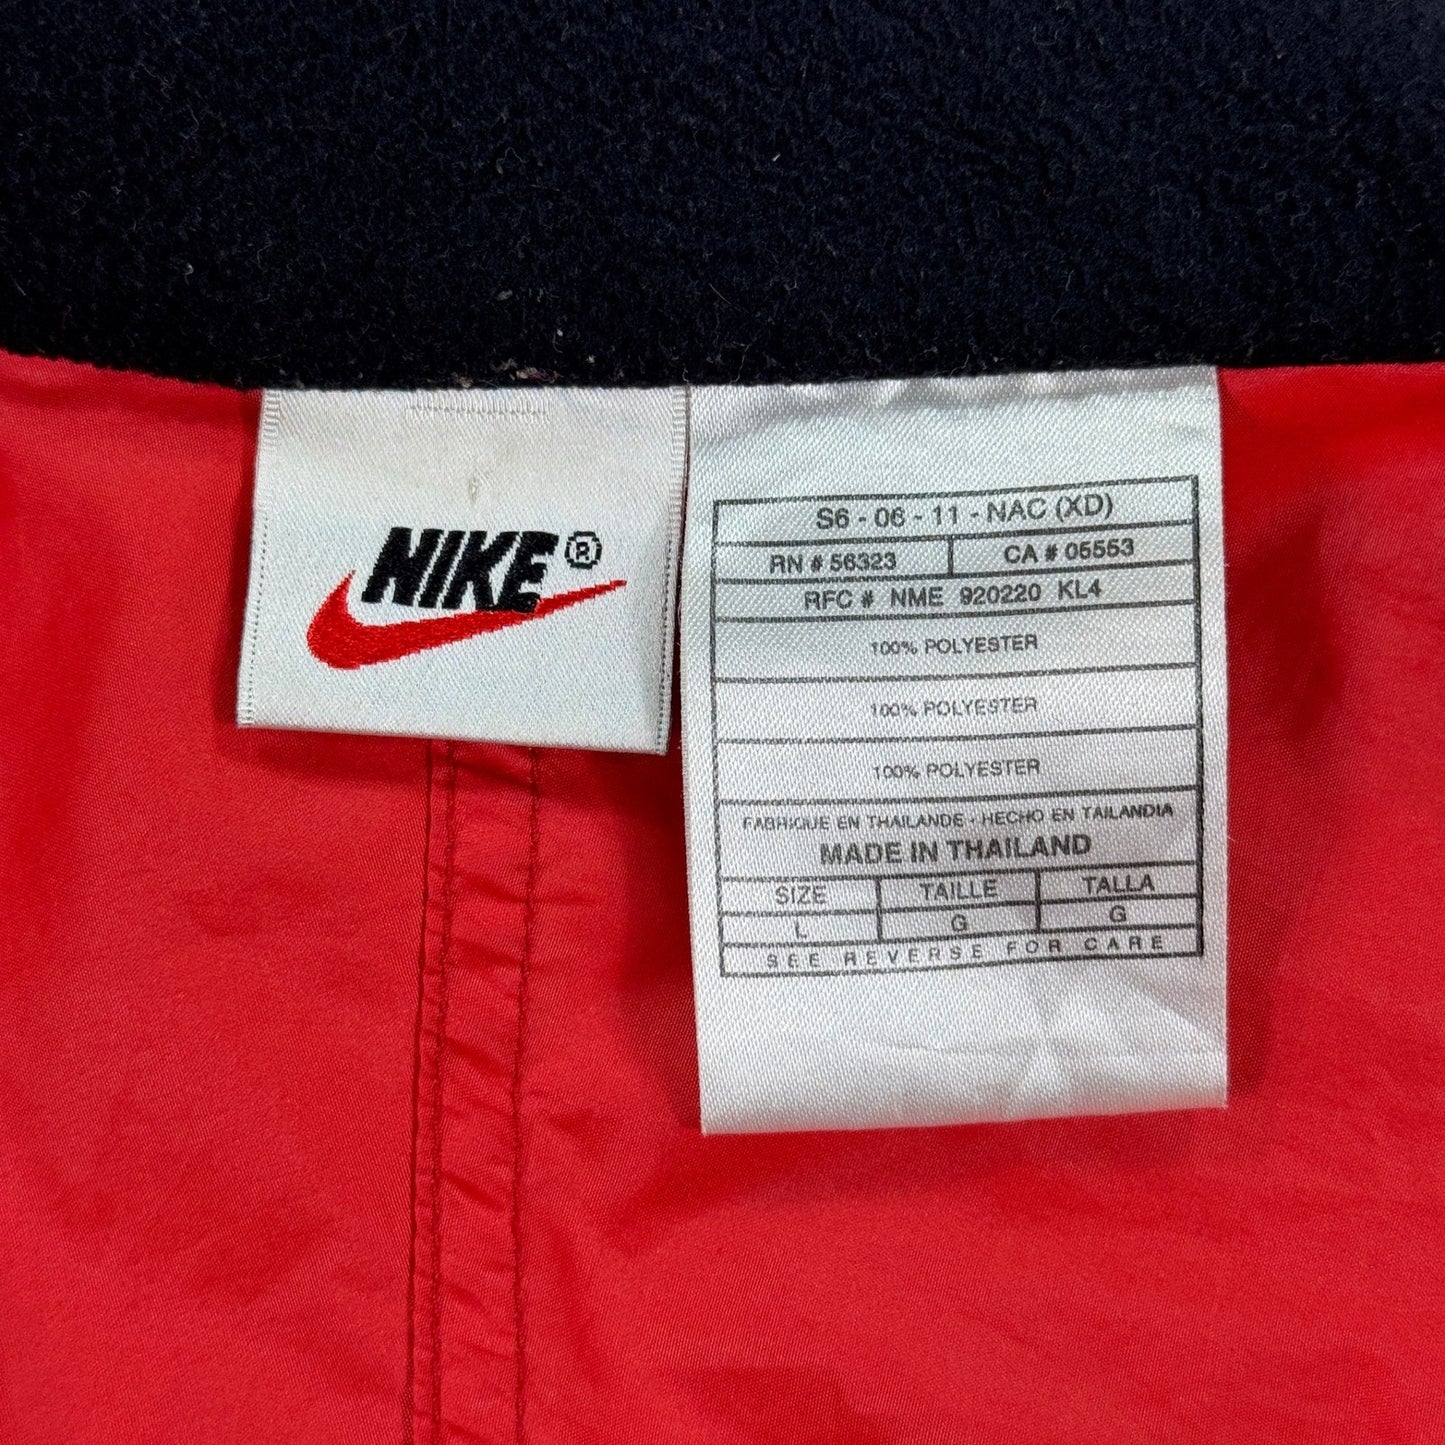 NIKE®
S6 - 06 - 11 - NAC (XD)
RN # 56323 CA # 05553
RFC # NME 920220 KL4
100% POLYESTER
100% POLYESTER
100% POLYESTER
FABRIQUE EN THAILANDE - HECHO EN TAILANDIA
MADE IN THAILAND
SIZE TAILLE TALLA
L G G
SEE REVERSE FOR CARE